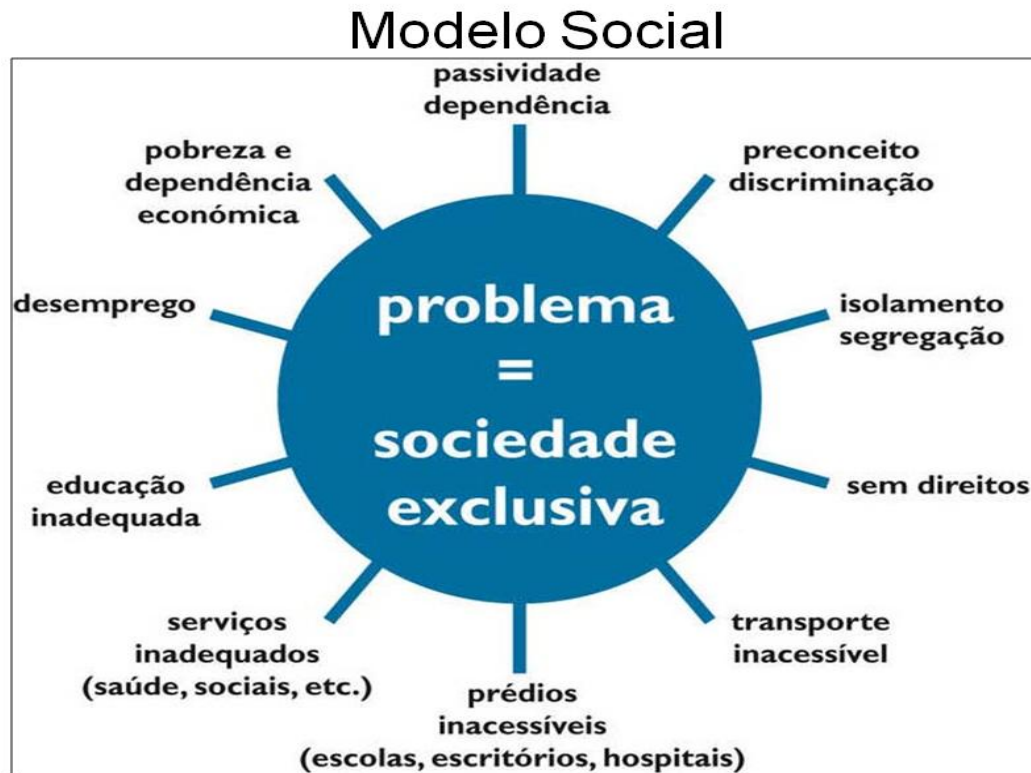 Modelo Social
passividade
dependência
preconceito
discriminação
isolamento
segregação
sem direitos
transporte
inacessível
prédios
inacessíveis
(escolas, escritórios, hospitais)
serviços
inadequados
(saúde, sociais, etc.)
educação
inadequada
desemprego
pobreza e
dependência
económica
problema
=
sociedade
exclusiva